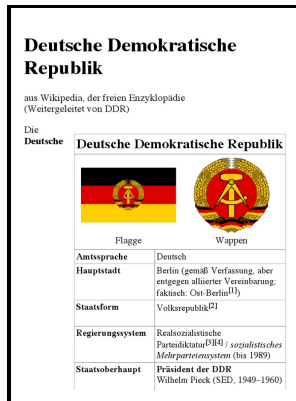 Deutsche Demokratische
Republik
aus Wikipedia, der freien Enzyklopädie
(Weitergeleitet von DDR)
Die
Deutsche
Deutsche Demokratische Republik
Flagge Wappen
Amtssprache Deutsch
Hauptstadt Berlin (gemäß Verfassung, aber
entgegen alliierter Vereinbarung;
faktisch: Ost-Berlin[1])
Staatsform Volksrepublik[2]
Regierungssystem Realsozialistische
Parteidiktatur[3][4] / sozialistisches
Mehrparteiensystem (bis 1989)
Staatsoberhaupt Präsident der DDR
Wilhelm Pieck (SED, 1949–1960)